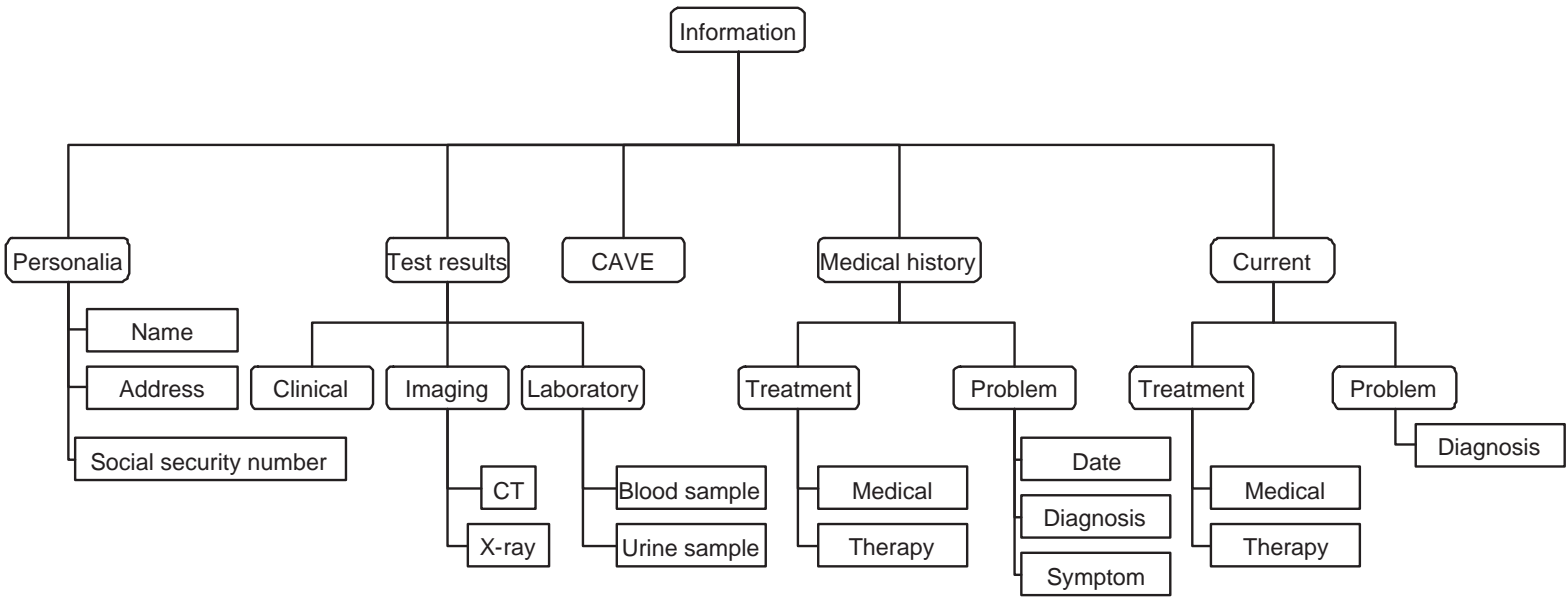 Information
Personalia
Test results
CAVE
Medical history
Current
Name
Address
Social security number
Clinical
Imaging
Laboratory
CT
X-ray
Blood sample
Urine sample
Treatment
Problem
Medical
Therapy
Date
Diagnosis
Symptom
Treatment
Problem
Medical
Therapy
Diagnosis